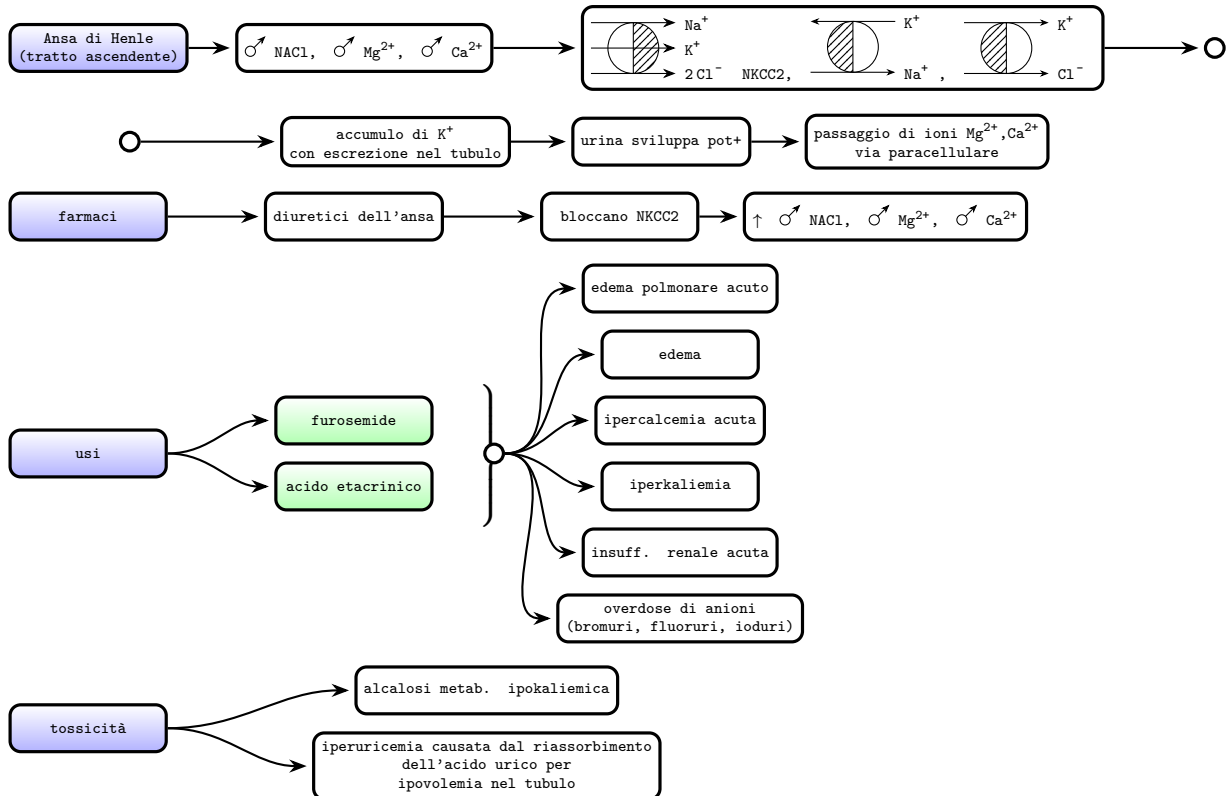 Ansa di Henle
(tratto ascendente)
♂ NACl, ♂ Mg²⁺, ♂ Ca²⁺
Na⁺
K⁺
2Cl⁻ NKCC2,
K⁺
Na⁺ ,
K⁺
Cl⁻
accumulo di K⁺
con escrezione nel tubulo
urina sviluppa pot+
passaggio di ioni Mg²⁺,Ca²⁺
via paracellulare
farmaci
diuretici dell'ansa
bloccano NKCC2
↑ ♂ NACl, ♂ Mg²⁺, ♂ Ca²⁺
usi
furosemide
acido etacrinico
edema polmonare acuto
edema
ipercalcemia acuta
iperkaliemia
insuff. renale acuta
overdose di anioni
(bromuri, fluoruri, ioduri)
tossicità
alcalosi metab. ipokaliemica
iperuricemia causata dal riassorbimento
dell'acido urico per
ipovolemia nel tubulo